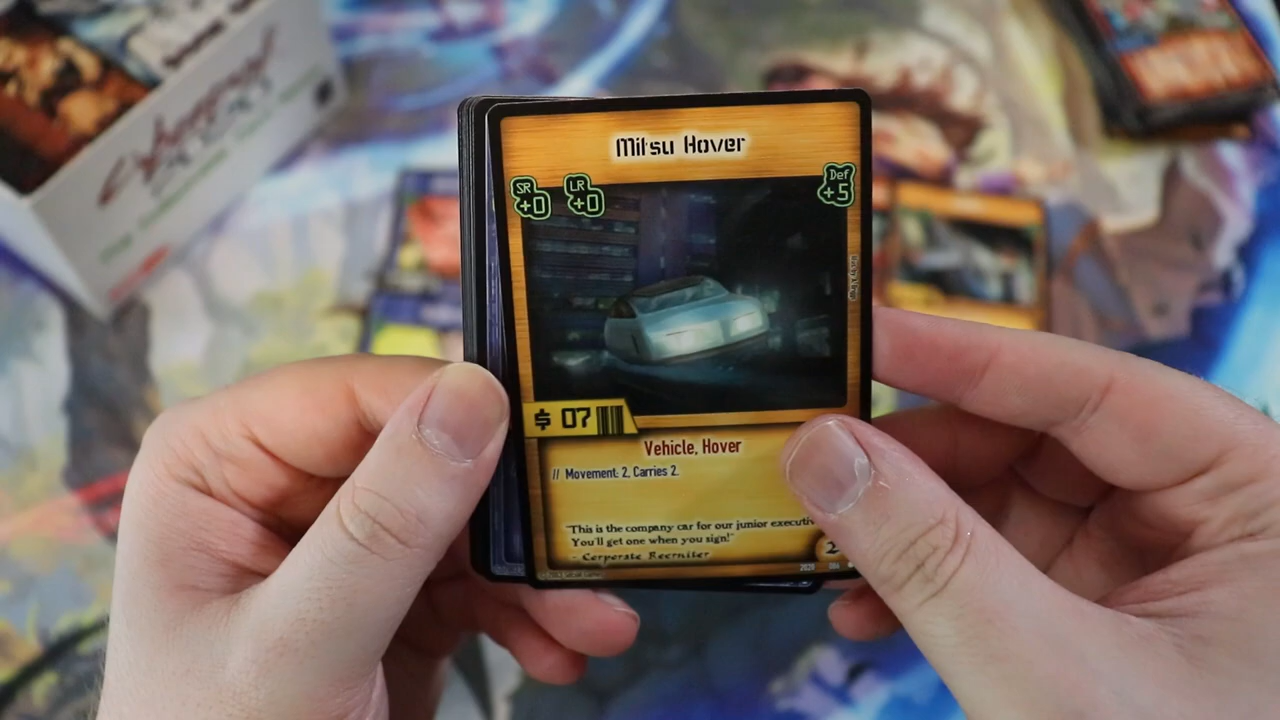 Mitsu Hover
SR
+0
LR
+0
Def
+5
$ 07
Vehicle, Hover
// Movement: 2, Carries 2.
"This is the company car for our junior
You'll get one when you sign!"
- Corporate Recruiter
2020